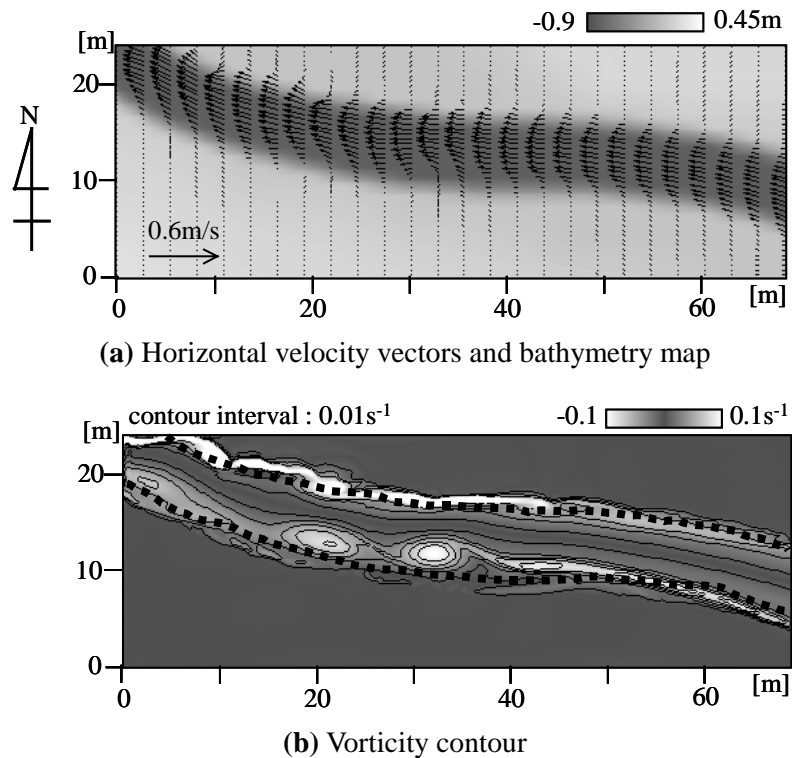 -0.9 0.45m
[m]
20
10
0
N
0.6m/s
0 20 40 60 [m]
(a) Horizontal velocity vectors and bathymetry map
contour interval : 0.01s-1 -0.1 0.1s-1
[m]
20
10
0
0 20 40 60 [m]
(b) Vorticity contour